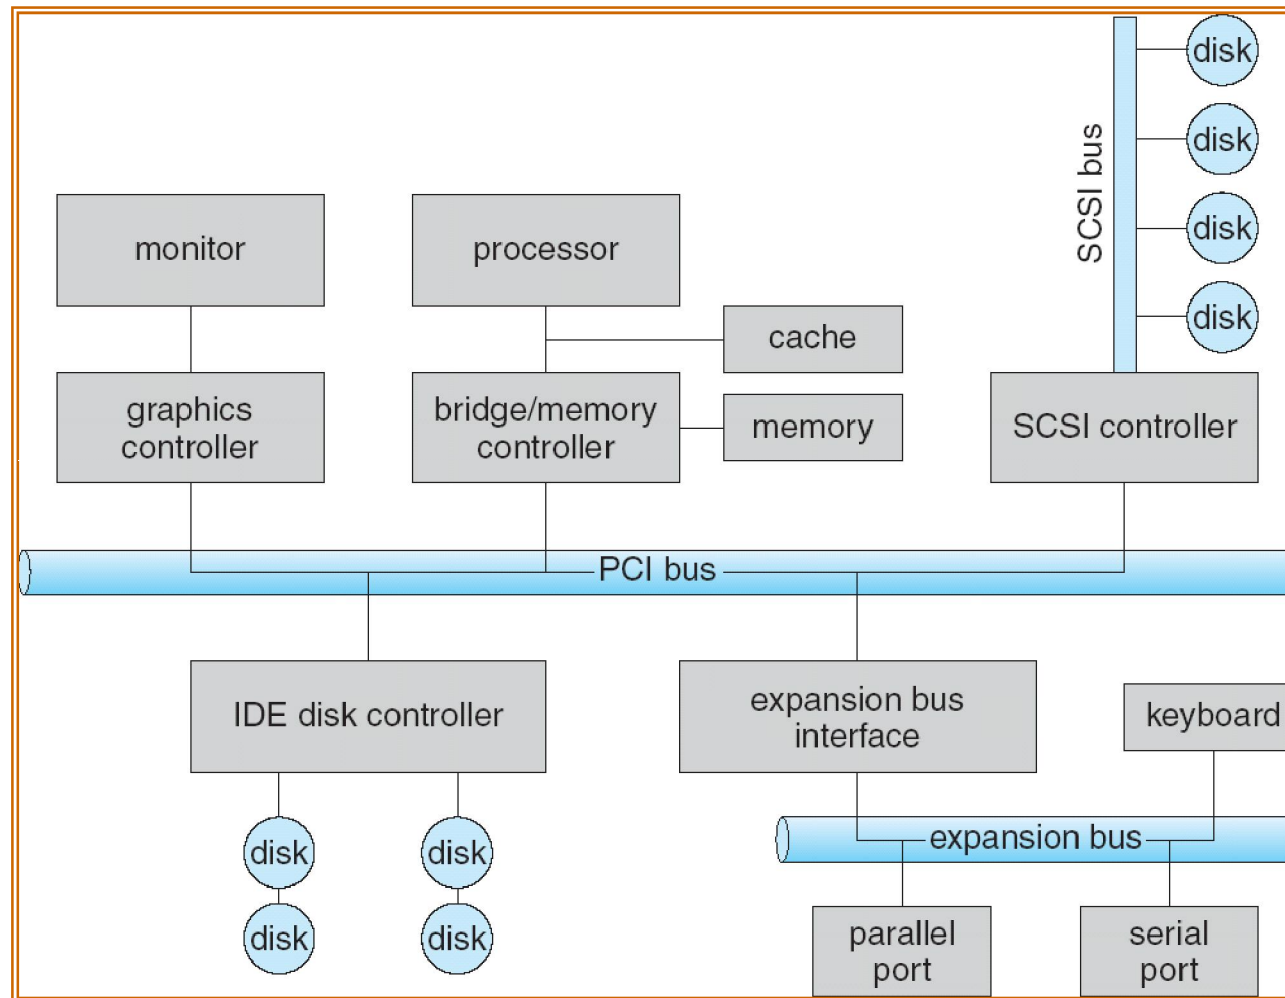 disk
disk
disk
disk
SCSI bus
monitor
processor
cache
graphics
controller
bridge/memory
controller
memory
SCSI controller
PCI bus
IDE disk controller
expansion bus
interface
keyboard
disk
disk
disk
disk
expansion bus
parallel
port
serial
port